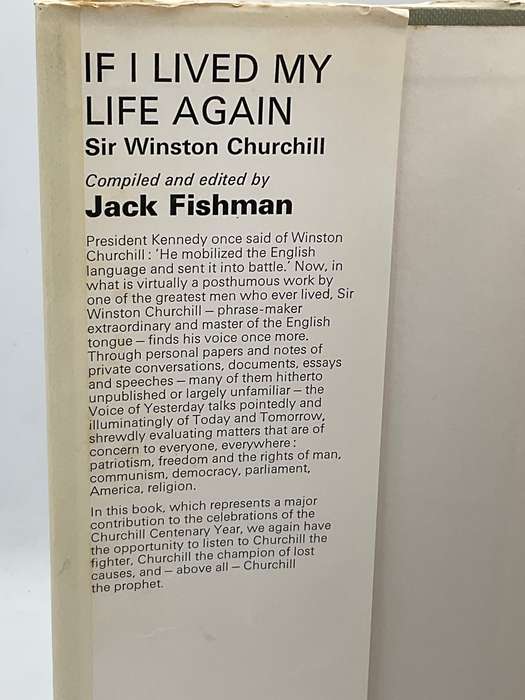 IF I LIVED MY
LIFE AGAIN
Sir Winston Churchill
Compiled and edited by
Jack Fishman
President Kennedy once said of Winston
Churchill: 'He mobilized the English
language and sent it into battle.' Now, in
what is virtually a posthumous work by
one of the greatest men who ever lived, Sir
Winston Churchill – phrase-maker
extraordinary and master of the English
tongue – finds his voice once more.
Through personal papers and notes of
private conversations, documents, essays
and speeches – many of them hitherto
unpublished or largely unfamiliar – the
Voice of Yesterday talks pointedly and
illuminatingly of Today and Tomorrow,
shrewdly evaluating matters that are of
concern to everyone, everywhere:
patriotism, freedom and the rights of man,
communism, democracy, parliament,
America, religion.
In this book, which represents a major
contribution to the celebrations of the
Churchill Centenary Year, we again have
the opportunity to listen to Churchill the
fighter, Churchill the champion of lost
causes, and – above all – Churchill
the prophet.